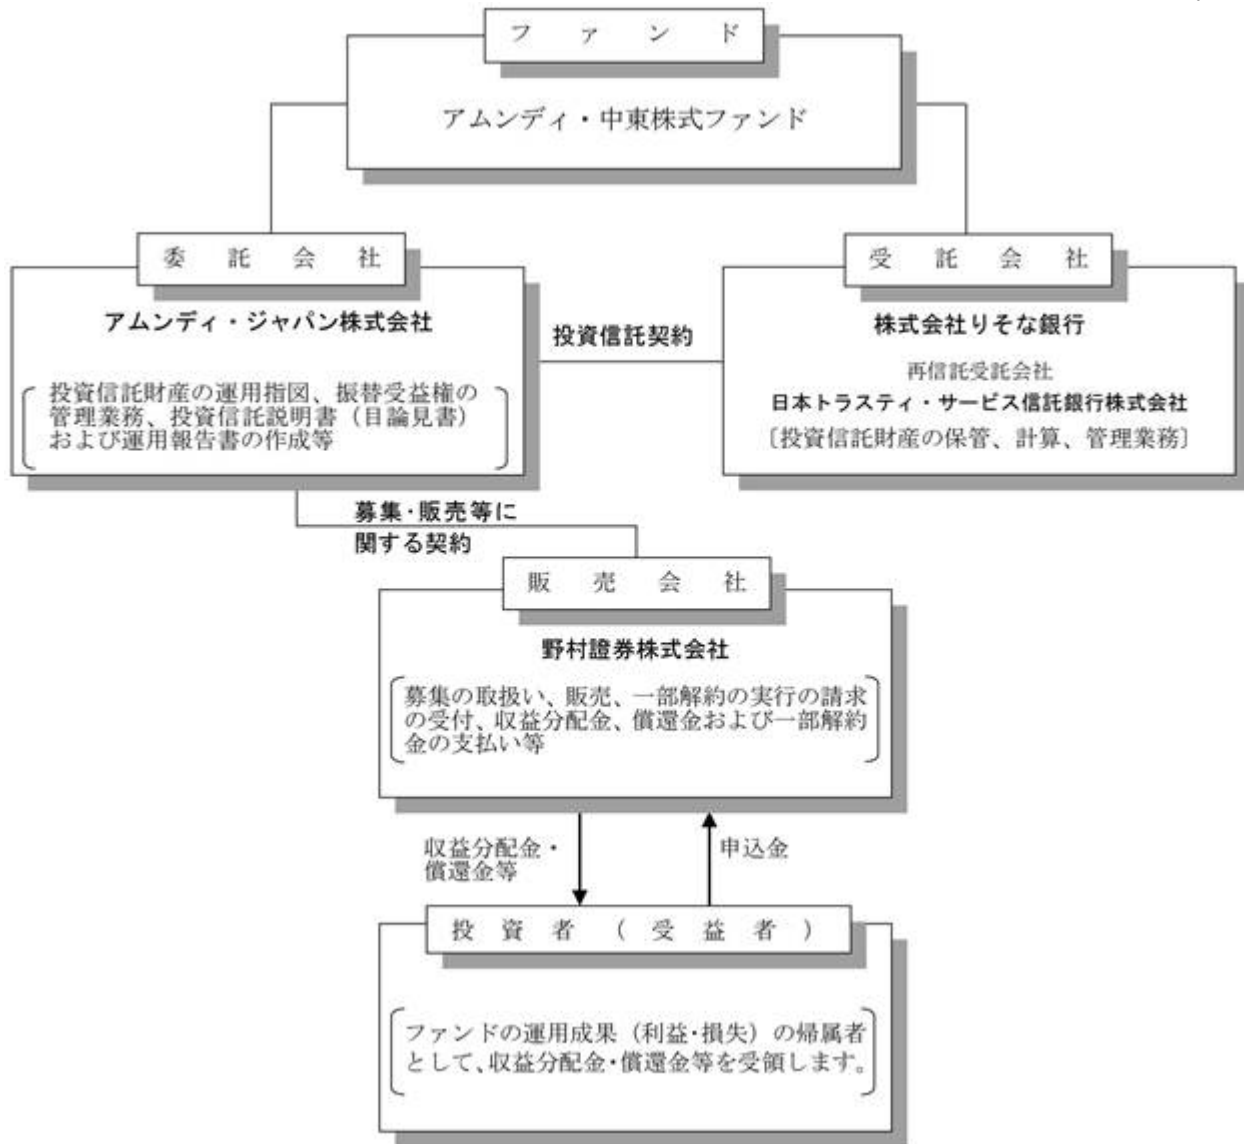 ファンド
アムンディ・中東株式ファンド
委託会社
アムンディ・ジャパン株式会社
投資信託財産の運用指図、振替受益権の
管理業務、投資信託説明書（目論見書）
および運用報告書の作成等
投資信託契約
受託会社
株式会社りそな銀行
再信託受託会社
日本トラスティ・サービス信託銀行株式会社
〔投資信託財産の保管、計算、管理業務〕
募集・販売等に
関する契約
販売会社
野村證券株式会社
募集の取扱い、販売、一部解約の実行の請求
の受付、収益分配金、償還金および一部解約
金の支払い等
収益分配金・
償還金等
申込金
投資者（受益者）
ファンドの運用成果（利益・損失）の帰属者
として、収益分配金・償還金等を受領します。